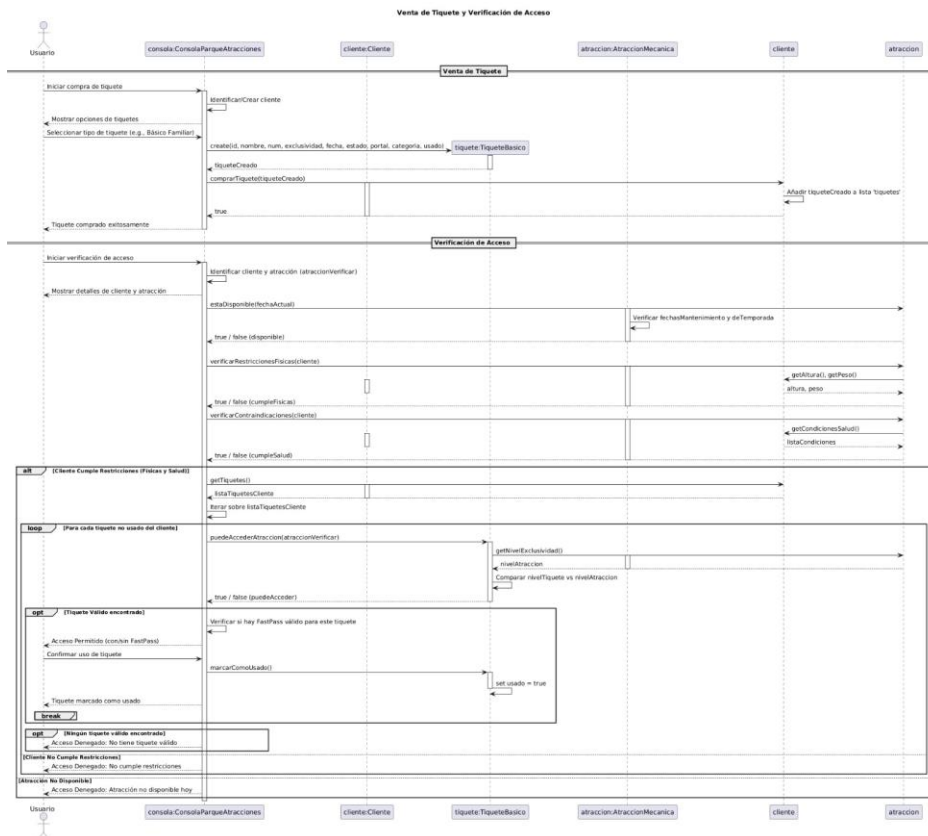 Venta de Tiquete y Verificación de Acceso
Usuario
consola:ConsolaParqueAtracciones
cliente:Cliente
atraccion:AtraccionMecanica
cliente
atraccion
Venta de Tiquete
Iniciar compra de tiquete
Identificar/Crear cliente
Mostrar opciones de tiquetes
Seleccionar tipo de tiquete (e.g., Básico Familiar)
create(id, nombre, num, exclusividad, fecha, estado, portal, categoria, usado)
tiquete:TiqueteBasico
tiqueteCreado
comprarTiquete(tiqueteCreado)
Añadir tiqueteCreado a lista 'tiquetes'
true
Tiquete comprado exitosamente
Verificación de Acceso
Iniciar verificación de acceso
Identificar cliente y atracción (atraccionVerificar)
Mostrar detalles de cliente y atracción
estaDisponible(fechaActual)
Verificar fechasMantenimiento y deTemporada
true / false (disponible)
verificarRestriccionesFisicas(cliente)
getAltura(), getPeso()
altura, peso
true / false (cumpleFisicas)
verificarContraindicaciones(cliente)
getCondicionesSalud()
listaCondiciones
true / false (cumpleSalud)
alt
[Cliente Cumple Restricciones (Físicas y Salud)]
getTiquetes()
listaTiquetesCliente
Iterar sobre listaTiquetesCliente
loop
[Para cada tiquete no usado del cliente]
puedeAccederAtraccion(atraccionVerificar)
getNivelExclusividad()
nivelAtraccion
Comparar nivelTiquete vs nivelAtraccion
true / false (puedeAcceder)
opt
[Tiquete Válido encontrado]
Verificar si hay FastPass válido para este tiquete
Acceso Permitido (con/sin FastPass)
Confirmar uso de tiquete
marcarComoUsado()
set usado = true
Tiquete marcado como usado
break
opt
[Ningún tiquete válido encontrado]
Acceso Denegado: No tiene tiquete válido
[Cliente No Cumple Restricciones]
Acceso Denegado: No cumple restricciones
[Atracción No Disponible]
Acceso Denegado: Atracción no disponible hoy
Usuario
consola:ConsolaParqueAtracciones
cliente:Cliente
tiquete:TiqueteBasico
atraccion:AtraccionMecanica
cliente
atraccion